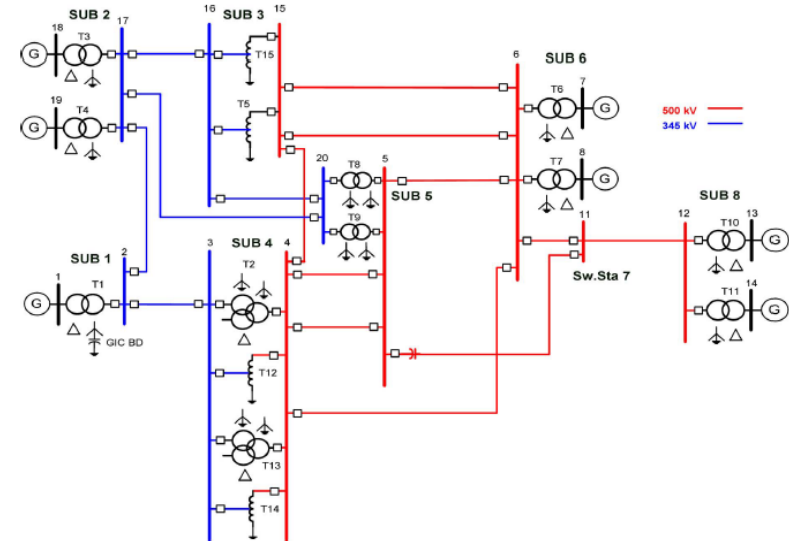 SUB 2
16
SUB 3
15
18
T3
17
G
T15
6
SUB 6
7
19
T4
T5
T6
G
500 kV
345 kV
G
20
T8
5
8
T7
G
SUB 5
T9
SUB 8
11
12
T10
13
G
SUB 1
2
3
SUB 4
4
T2
Sw.Sta 7
1
T1
G
T11
14
G
GIC BD
T12
T13
T14